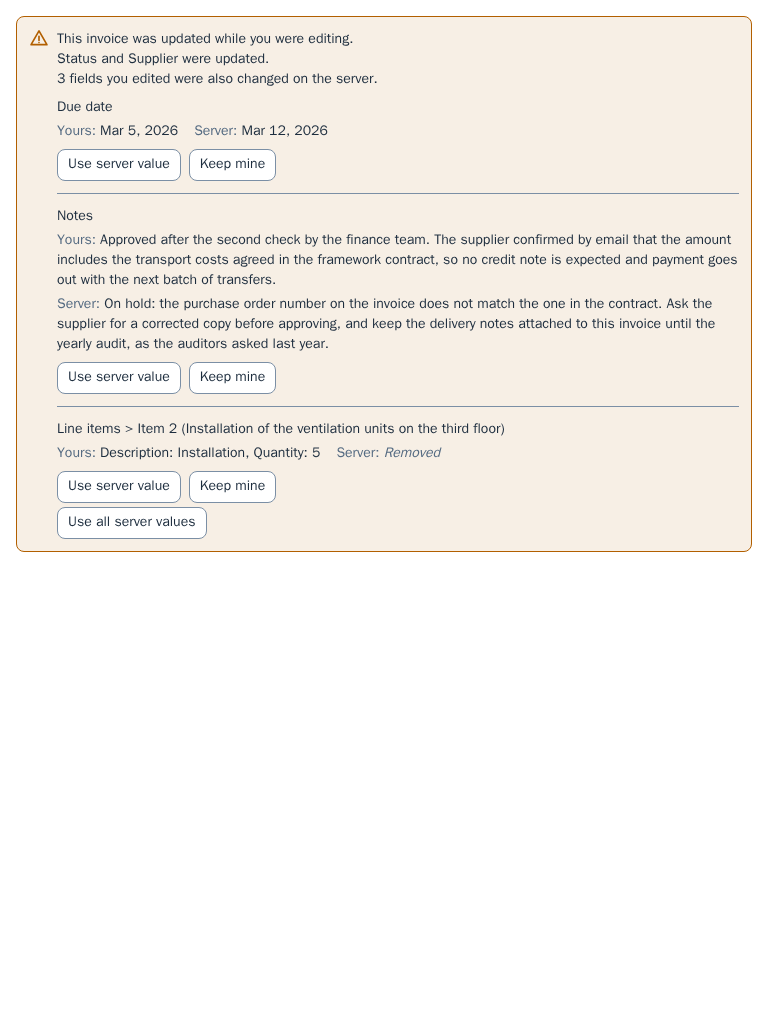 This invoice was updated while you were editing.
Status and Supplier were updated.
3 fields you edited were also changed on the server.
Due date
Yours: Mar 5, 2026 Server: Mar 12, 2026
Use server value Keep mine
Notes
Yours: Approved after the second check by the finance team. The supplier confirmed by email that the amount
includes the transport costs agreed in the framework contract, so no credit note is expected and payment goes
out with the next batch of transfers.
Server: On hold: the purchase order number on the invoice does not match the one in the contract. Ask the
supplier for a corrected copy before approving, and keep the delivery notes attached to this invoice until the
yearly audit, as the auditors asked last year.
Use server value Keep mine
Line items > Item 2 (Installation of the ventilation units on the third floor)
Yours: Description: Installation, Quantity: 5 Server: Removed
Use server value Keep mine
Use all server values